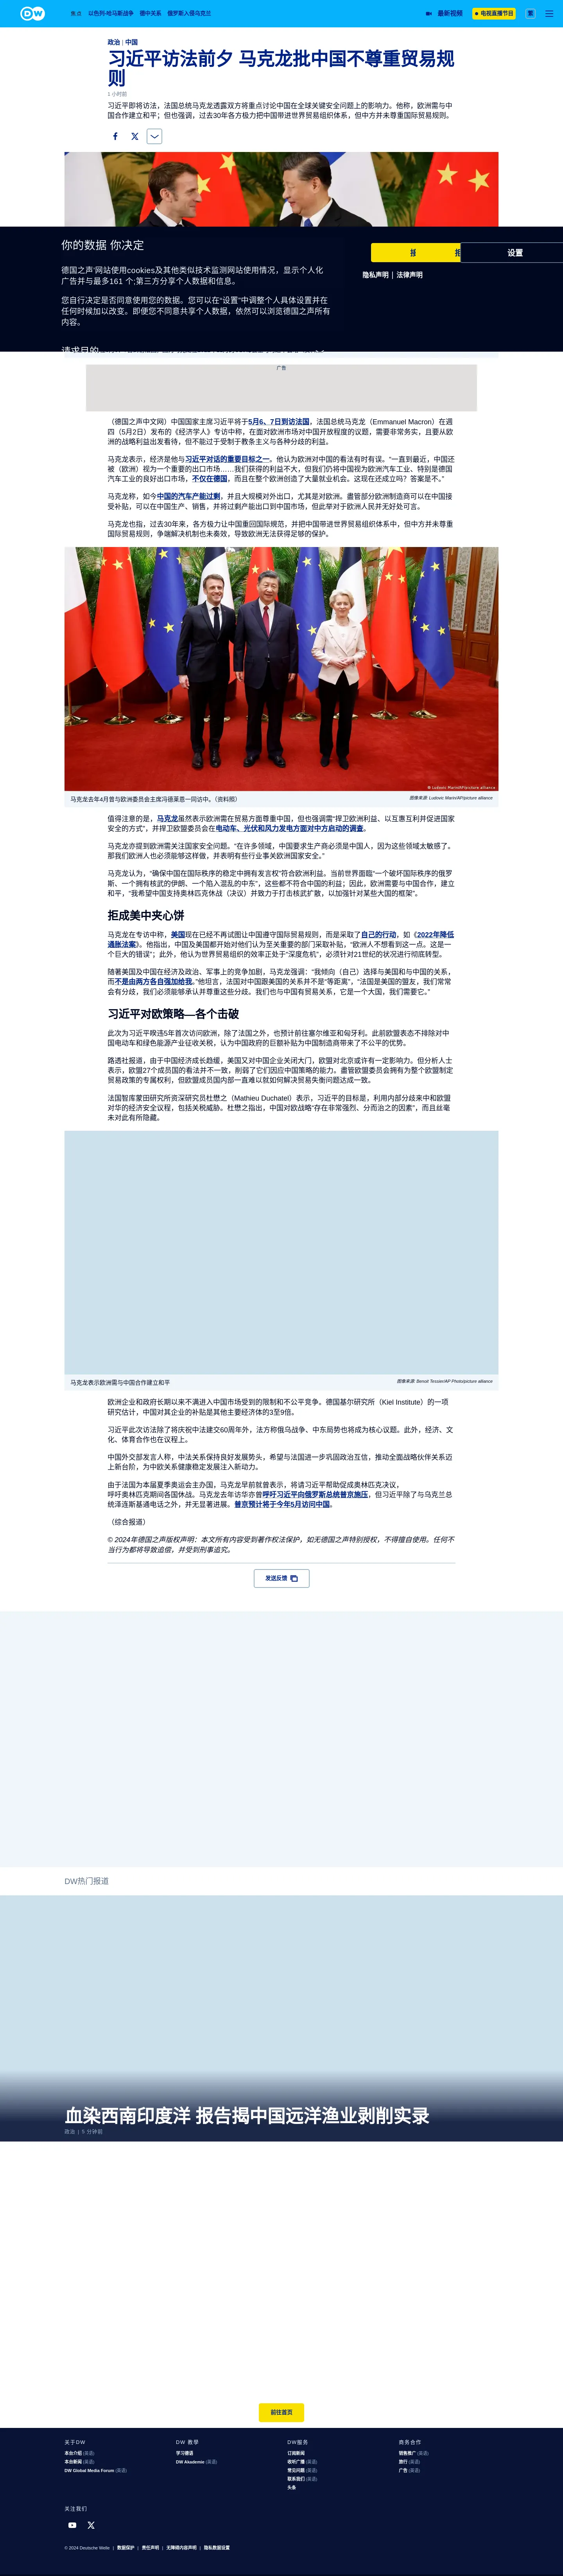 DW
焦点
以色列-哈马斯战争
德中关系
俄罗斯入侵乌克兰
最新视频
电视直播节目
繁
政治 | 中国
习近平访法前夕 马克龙批中国不尊重贸易规
则
1 小时前
习近平即将访法，法国总统马克龙透露双方将重点讨论中国在全球关键安全问题上的影响力。他称，欧洲需与中
国合作建立和平；但也强调，过去30年各方极力把中国带进世界贸易组织体系，但中方并未尊重国际贸易规则。
你的数据 你决定
德国之声网站使用cookies及其他类似技术监测网站使用情况，显示个人化
广告并与最多161 个;第三方分享个人数据和信息。
您自行决定是否同意使用您的数据。您可以在“设置”中调整个人具体设置并在
任何时候加以改变。即便您不同意共享个人数据，依然可以浏览德国之声所有
内容。
请求目的
设置
隐私声明 | 法律声明
广告
（德国之声中文网）中国国家主席习近平将于5月6、7日到访法国，法国总统马克龙（Emmanuel Macron）在週
四（5月2日）发布的《经济学人》专访中称，在面对欧洲市场对中国开放程度的议题，需要非常务实，且要从欧
洲的战略利益出发看待，但不能过于受制于教条主义与各种分歧的利益。
马克龙表示，经济是他与习近平对话的重要目标之一。他认为欧洲对中国的看法有时有误。“一直到最近，中国还
被（欧洲）视为一个重要的出口市场……我们获得的利益不大，但我们仍将中国视为欧洲汽车工业、特别是德国
汽车工业的良好出口市场，不仅在德国，而且在整个欧洲创造了大量就业机会。这现在还成立吗？答案是不。”
马克龙称，如今中国的汽车产能过剩，并且大规模对外出口，尤其是对欧洲。盡管部分欧洲制造商可以在中国接
受补贴，可以在中国生产、销售，并将过剩产能出口到中国市场，但此举对于欧洲人民并无好处可言。
马克龙也指，过去30年来，各方极力让中国重回国际规范，并把中国带进世界贸易组织体系，但中方并未尊重
国际贸易规则，争端解决机制也未奏效，导致欧洲无法获得足够的保护。
© Ludovic Marin/AP/picture alliance
马克龙去年4月首与欧洲委员会主席冯德莱恩一同访中。（资料照）
图像来源: Ludovic Marin/AP/picture alliance
值得注意的是，马克龙虽然表示欧洲需在贸易方面尊重中国，但也强调需“捍卫欧洲利益、以互惠互利并促进国家
安全的方式”，并捍卫欧盟委员会在电动车、光伏和风力发电方面对中方启动的调查。
马克龙亦提到欧洲需关注国家安全问题。“在许多领域，中国要求生产商必须是中国人，因为这些领域太敏感了。
那我们欧洲人也必须能够这样做，并表明有些行业事关欧洲国家安全。”
马克龙认为，“确保中国在国际秩序的稳定中拥有发言权”符合欧洲利益。当前世界面臨“一个破坏国际秩序的俄罗
斯、一个拥有核武的伊朗、一个陷入混乱的中东”，这些都不符合中国的利益；因此，欧洲需要与中国合作，建立
和平，“我希望中国支持奥林匹克休战（决议）并致力于打击核武扩散，以加强针对某些大国的框架”。
拒成美中夹心饼
马克龙在专访中称，美国现在已经不再试图让中国遵守国际贸易规则，而是采取了自己的行动，如《2022年降低
通胀法案》。他指出，中国及美国都开始对他们认为至关重要的部门采取补贴，“欧洲人不想看到这一点。这是一
个巨大的错误”；此外，他认为世界贸易组织的效率正处于“深度危机”，必须针对21世纪的状况进行彻底转型。
随著美国及中国在经济及政治、军事上的竞争加剧，马克龙强调：“我倾向（自己）选择与美国和与中国的关系，
而不是由两方各自强加给我。”他坦言，法国对中国跟美国的关系并不是“等距离”，“法国是美国的盟友，我们常常
会有分歧，我们必须能够承认并尊重这些分歧。我们也与中国有贸易关系，它是一个大国，我们需要它。”
习近平对欧策略—各个击破
此次为习近平睽违5年首次访问欧洲，除了法国之外，也预计前往塞尔维亚和匈牙利。此前欧盟表态不排除对中
国电动车和绿色能源产业征收关税，认为中国政府的巨额补贴为中国制造商带来了不公平的优势。
路透社报道，由于中国经济成长趋缓，美国又对中国企业关闭大门，欧盟对北京或许有一定影响力。但分析人士
表示，欧盟27个成员国的看法并不一致，削弱了它们因应中国策略的能力。盡管欧盟委员会拥有为整个欧盟制定
贸易政策的专属权利，但欧盟成员国内部一直难以就如何解决贸易失衡问题达成一致。
法国智库蒙田研究所资深研究员杜懋之（Mathieu Duchatel）表示，习近平的目标是，利用内部分歧来中和欧盟
对华的经济安全议程，包括关税威胁。杜懋之指出，中国对欧战略“存在非常强烈、分而治之的因素”，而且丝毫
未对此有所隐藏。
马克龙表示欧洲需与中国合作建立和平
图像来源: Benoit Tessier/AP Photo/picture alliance
欧洲企业和政府长期以来不满进入中国市场受到的限制和不公平竞争。德国基尔研究所（Kiel Institute）的一项
研究估计，中国对其企业的补贴是其他主要经济体的3至9倍。
习近平此次访法除了将庆祝中法建交60周年外，法方称俄乌战争、中东局势也将成为核心议题。此外，经济、文
化、体育合作也在议程上。
中国外交部发言人称，中法关系保持良好发展势头，希望与法国进一步巩固政治互信，推动全面战略伙伴关系迈
上新台阶，为中欧关系健康稳定发展注入新动力。
由于法国为本届夏季奥运会主办国，马克龙早前就曾表示，将请习近平帮助促成奥林匹克决议，
呼吁奥林匹克期间各国休战。马克龙去年访华亦曾呼吁习近平向俄罗斯总统普京施压，但习近平除了与乌克兰总
统泽连斯基通电话之外，并无显著进展。普京预计将于今年5月访问中国。
（综合报道）
© 2024年德国之声版权声明：本文所有内容受到著作权法保护，如无德国之声特别授权，不得擅自使用。任何不
当行为都将导致追偿，并受到刑事追究。
发送反馈
DW热门报道
血染西南印度洋 报告揭中国远洋渔业剥削实录
政治 | 5 分钟前
前往首页
关于DW
本台介绍 (英语)
本台新闻 (英语)
DW Global Media Forum (英语)
DW 教學
学习德语
DW Akademie (英语)
DW服务
订阅新闻
收听广播 (英语)
常见问题 (英语)
联系我们 (英语)
头条
商务合作
销售推广 (英语)
旅行 (英语)
广告 (英语)
关注我们
© 2024 Deutsche Welle | 数据保护 | 责任声明 | 无障碍内容声明 | 隐私数据设置